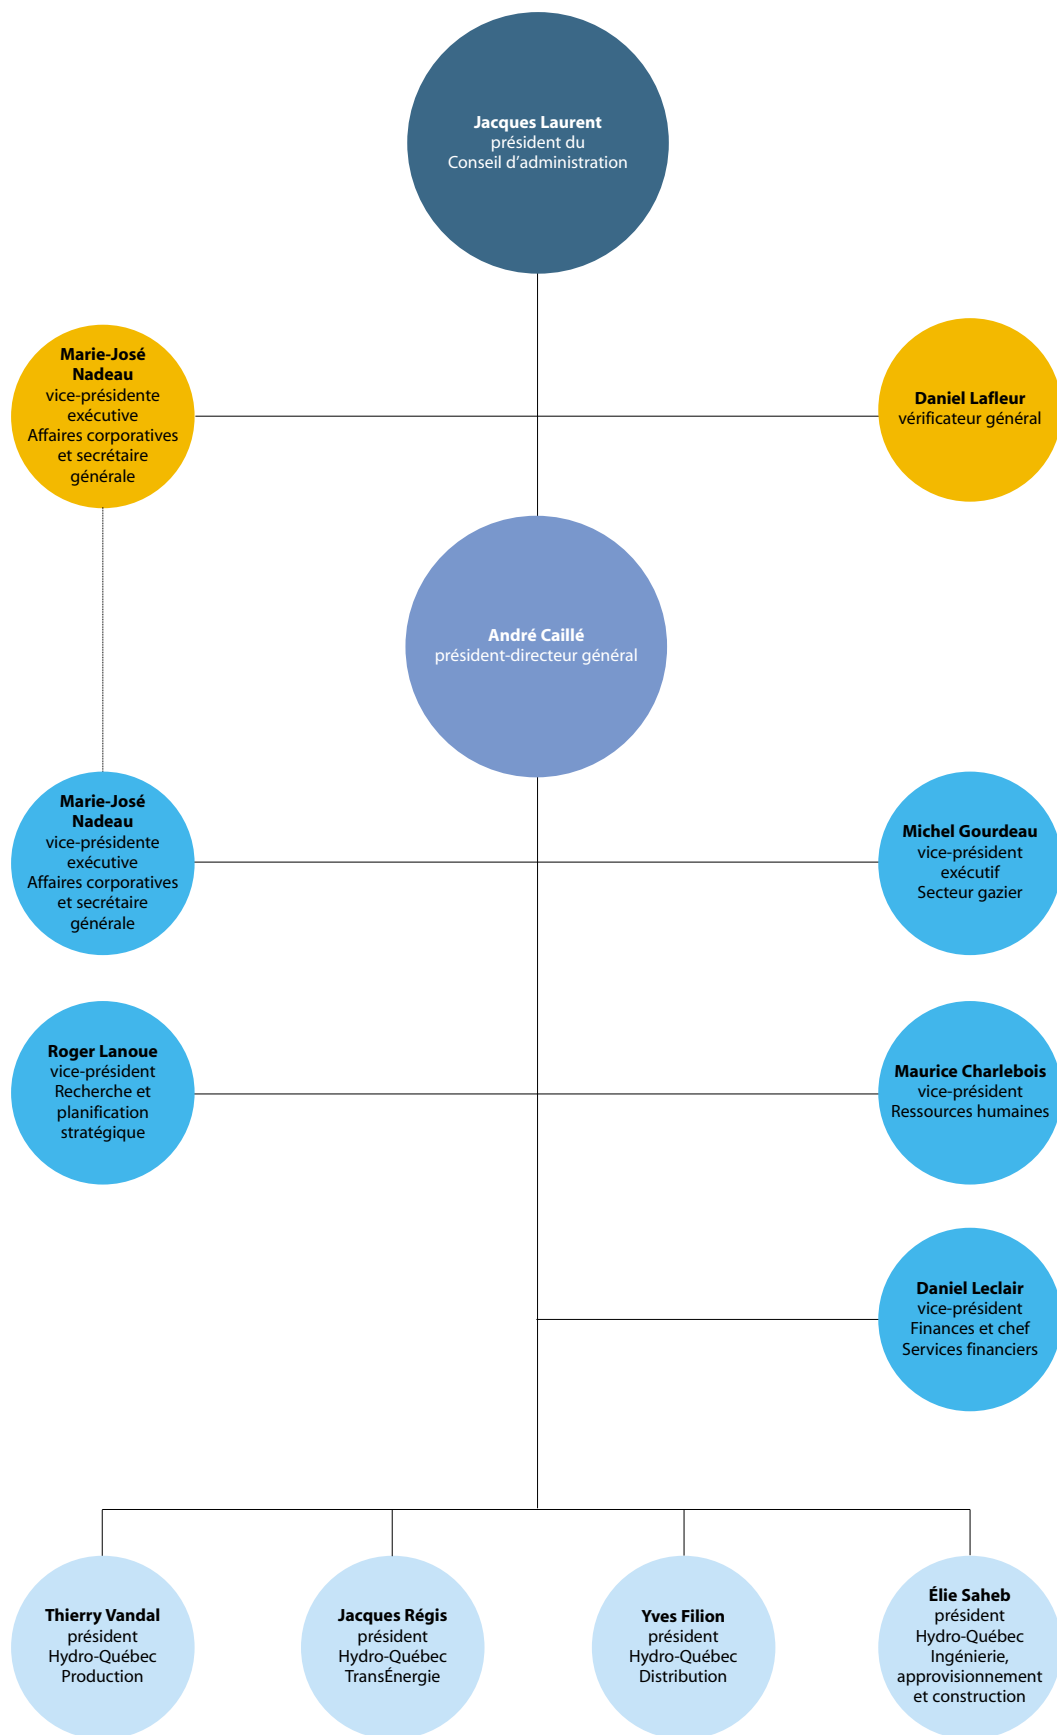 Jacques Laurent
président du
Conseil d’administration
Marie-José
Nadeau
vice-présidente
exécutive
Affaires corporatives
et secrétaire
générale
Daniel Lafleur
vérificateur général
André Caillé
président-directeur général
Marie-José
Nadeau
vice-présidente
exécutive
Affaires corporatives
et secrétaire
générale
Michel Gourdeau
vice-président
exécutif
Secteur gazier
Roger Lanoue
vice-président
Recherche et
planification
stratégique
Maurice Charlebois
vice-président
Ressources humaines
Daniel Leclair
vice-président
Finances et chef
Services financiers
Thierry Vandal
président
Hydro-Québec
Production
Jacques Régis
président
Hydro-Québec
TransÉnergie
Yves Filion
président
Hydro-Québec
Distribution
Élie Saheb
président
Hydro-Québec
Ingénierie,
approvisionnement
et construction